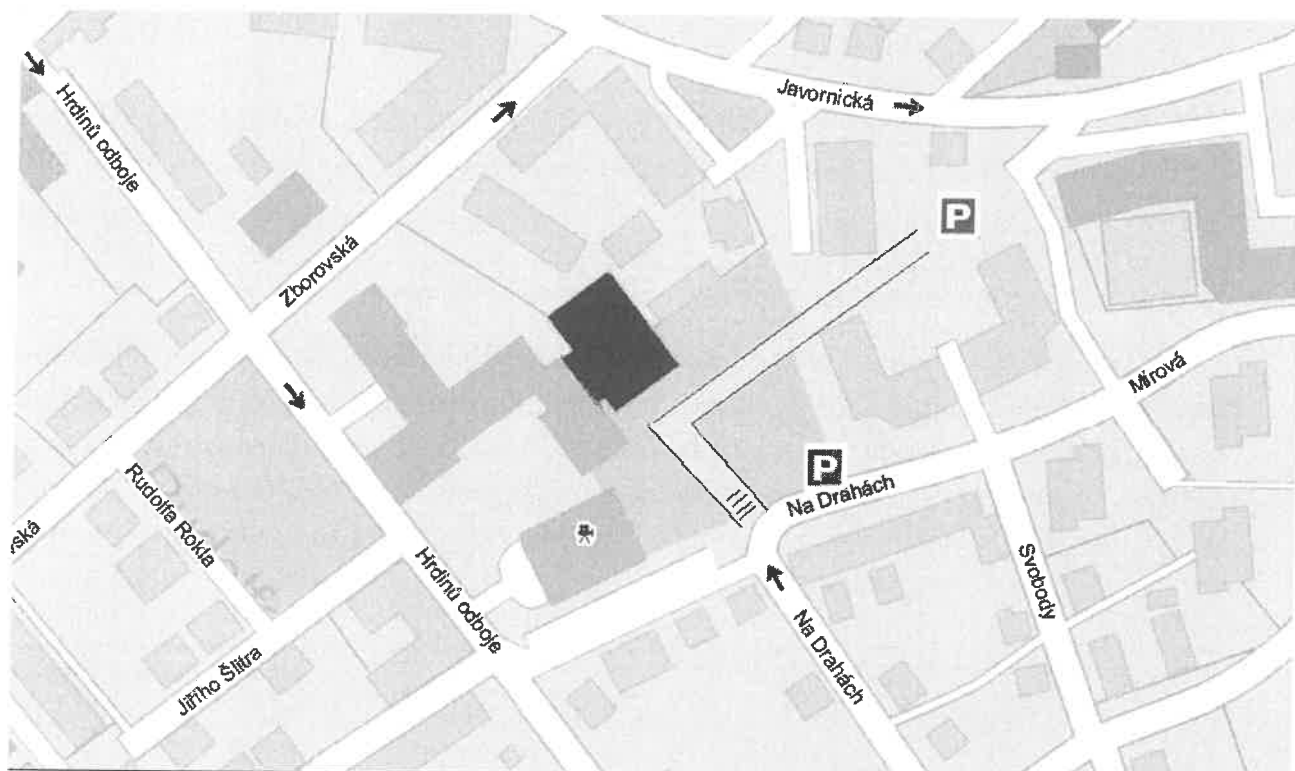 Hrdinů odboje
Javornická
P
Zborovská
Mírová
P
Na Drahách
Rudolfa Rokla
vská
Hrdinů odboje
Svobody
Na Drahách
Jiřího Šlitra